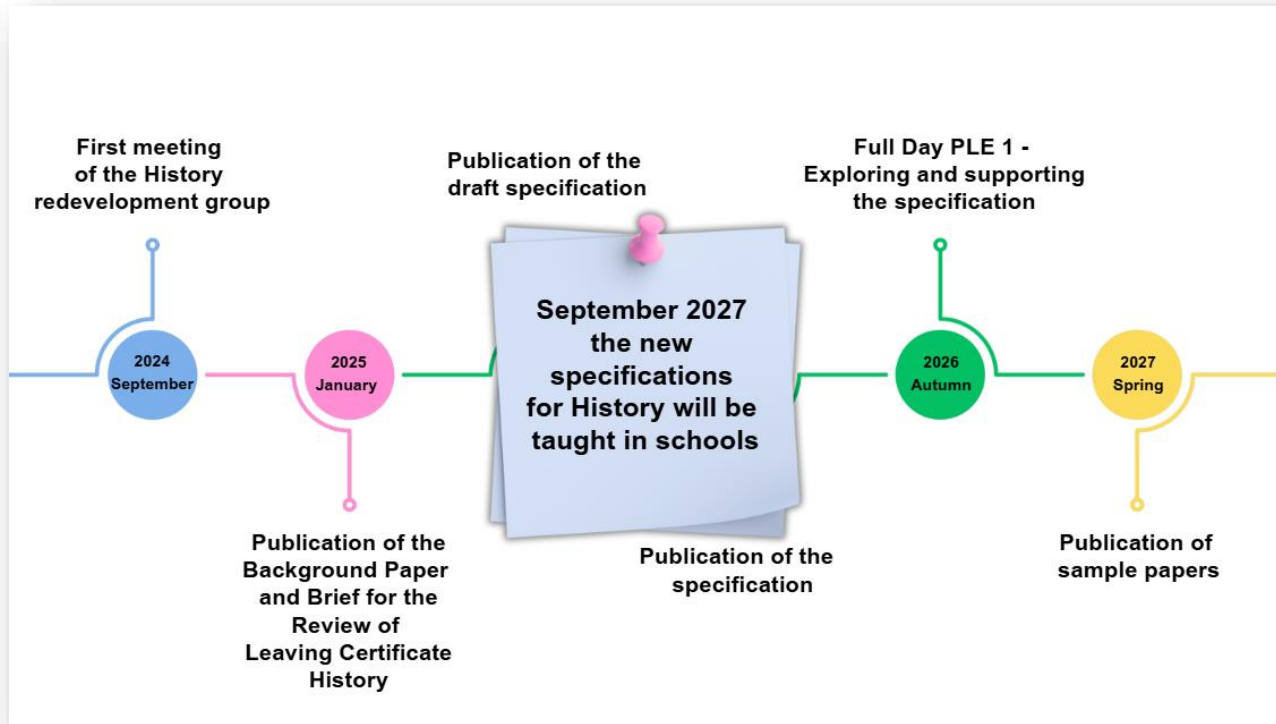 First meeting
of the History
redevelopment group
2024
September
2025
January
Publication of the
Background Paper
and Brief for the
Review of
Leaving Certificate
History
Publication of the
draft specification
September 2027
the new
specifications
for History will be
taught in schools
Publication of the
specification
Full Day PLE 1 -
Exploring and supporting
the specification
2026
Autumn
2027
Spring
Publication of
sample papers